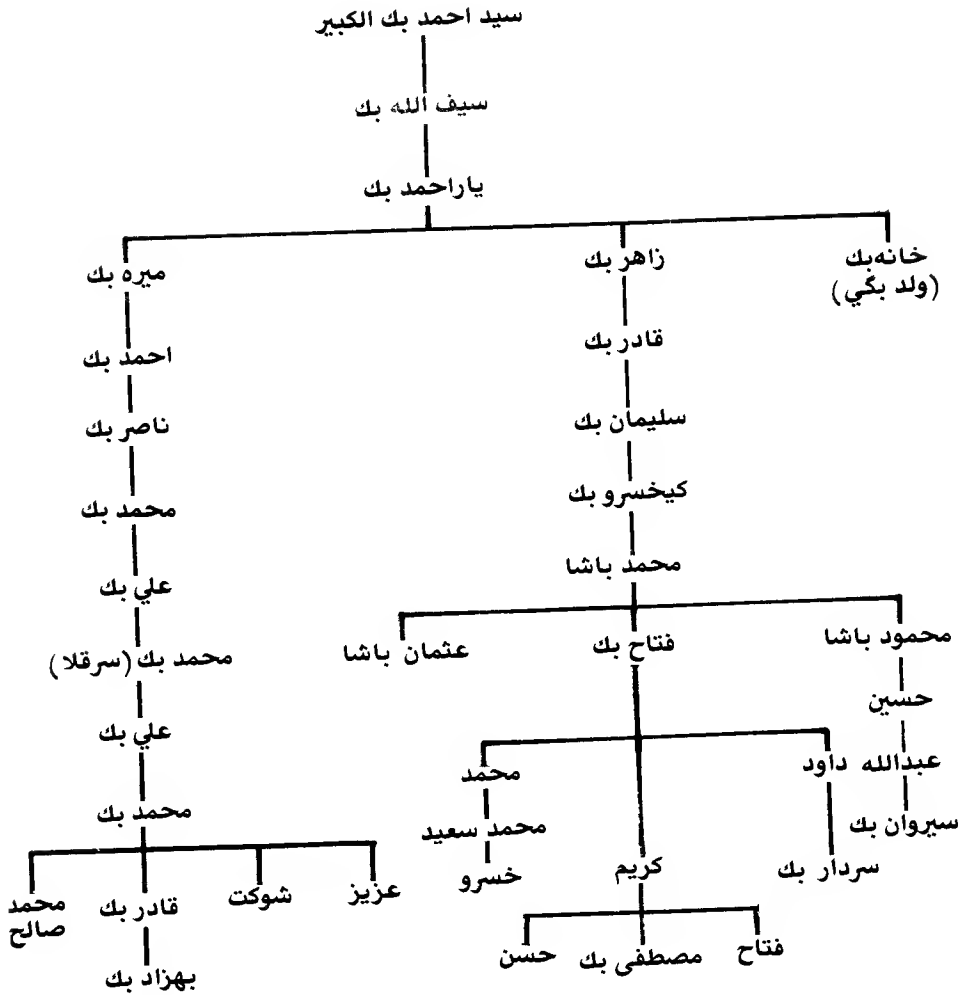 سيد احمد بك الكبير
سيف الله بك
ياراحمد بك
خانه‌بك
(ولد بگي)
زاهر بك
ميره بك
قادر بك
احمد بك
سليمان بك
ناصر بك
كيخسرو بك
محمد بك
محمد باشا
علي بك
محمود باشا
فتاح بك
عثمان باشا
محمد بك (سرقلا)
حسين
علي بك
عبدالله
داود
محمد
سيروان بك
محمد سعيد
محمد بك
سردار بك
كريم
خسرو
عزيز
شوكت
قادر بك
محمد
صالح
فتاح
مصطفى بك
حسن
بهزاد بك